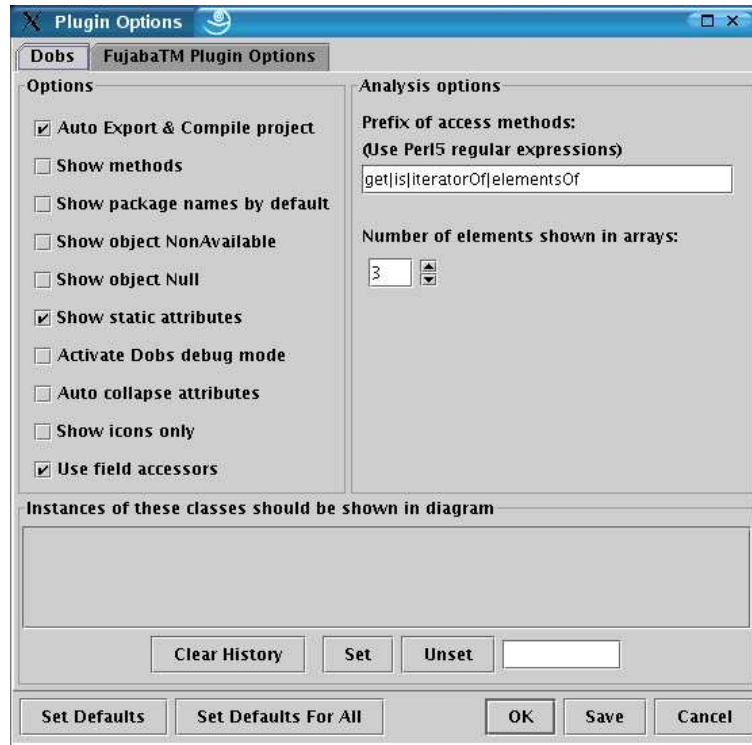 Plugin Options
Dobs
FujabaTM Plugin Options
Options
Auto Export & Compile project
Show methods
Show package names by default
Show object NonAvailable
Show object Null
Show static attributes
Activate Dobs debug mode
Auto collapse attributes
Show icons only
Use field accessors
Analysis options
Prefix of access methods:
(Use Perl5 regular expressions)
get|is|iteratorOf|elementsOf
Number of elements shown in arrays:
3
Instances of these classes should be shown in diagram
Clear History
Set
Unset
Set Defaults
Set Defaults For All
OK
Save
Cancel